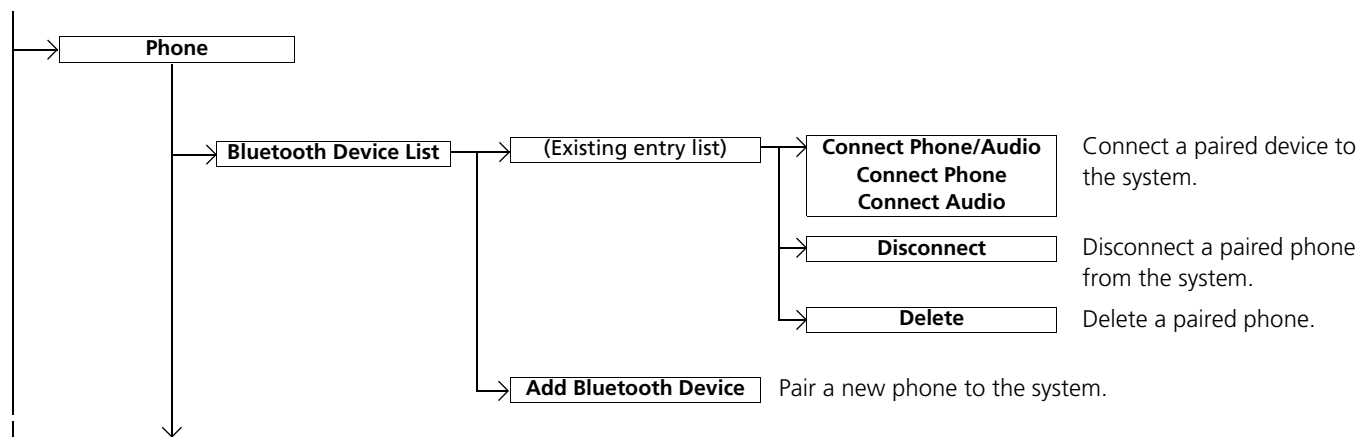 Phone
Bluetooth Device List
(Existing entry list)
Connect Phone/Audio
Connect Phone
Connect Audio
Connect a paired device to
the system.
Disconnect
Disconnect a paired phone
from the system.
Delete
Delete a paired phone.
Add Bluetooth Device
Pair a new phone to the system.